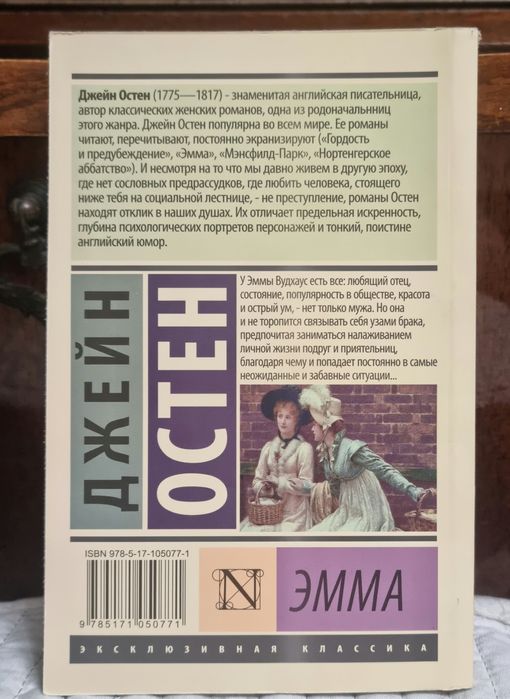 Джейн Остен (1775—1817) - знаменитая английская писательница,
автор классических женских романов, одна из родоначальниц
этого жанра. Джейн Остен популярна во всем мире. Ее романы
читают, перечитывают, постоянно экранизируют («Гордость
и предубеждение», «Эмма», «Мэнсфилд-Парк», «Нортенгерское
аббатство»). И несмотря на то что мы давно живем в другую эпоху,
где нет сословных предрассудков, где любить человека, стоящего
ниже тебя на социальной лестнице, - не преступление, романы Остен
находят отклик в наших душах. Их отличает предельная искренность,
глубина психологических портретов персонажей и тонкий, поистине
английский юмор.
ДЖЕЙН
ОСТЕН
У Эммы Вудхаус есть все: любящий отец,
состояние, популярность в обществе, красота
и острый ум, - нет только мужа. Но она
и не торопится связывать себя узами брака,
предпочитая заниматься налаживанием
личной жизни подруг и приятельниц,
благодаря чему и попадает постоянно в самые
неожиданные и забавные ситуации...
ISBN 978-5-17-105077-1
9 785171 050771
N
ЭММА
ЭКСКЛЮЗИВНАЯ КЛАССИКА